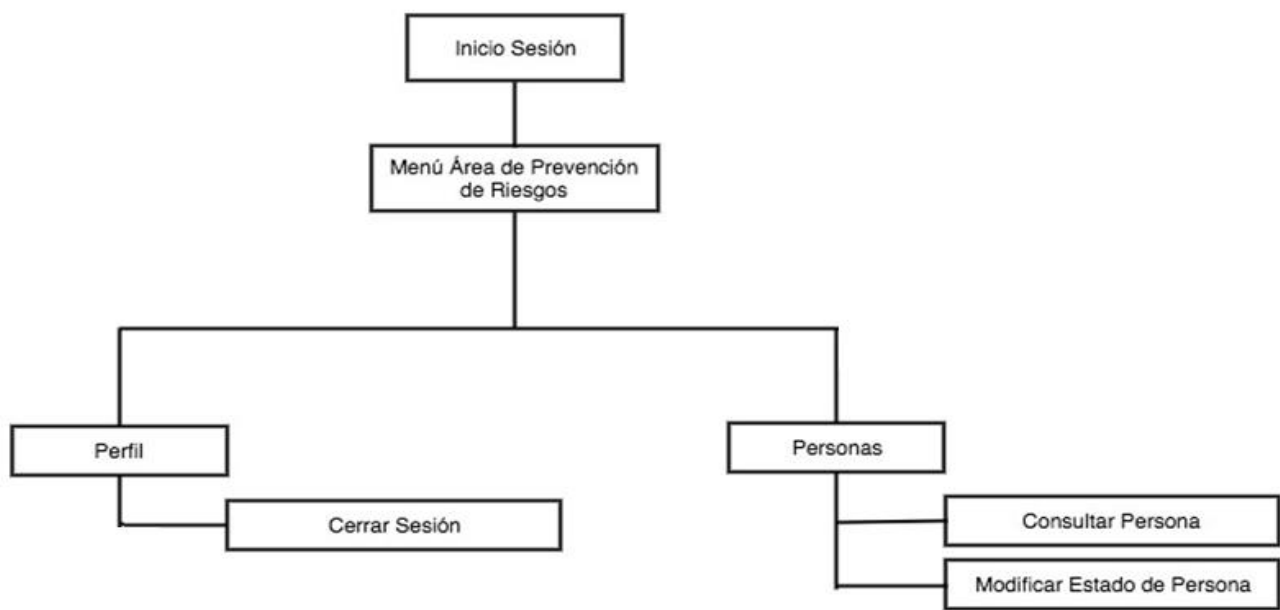 Inicio Sesión
Menú Área de Prevención
de Riesgos
Perfil
Personas
Cerrar Sesión
Consultar Persona
Modificar Estado de Persona